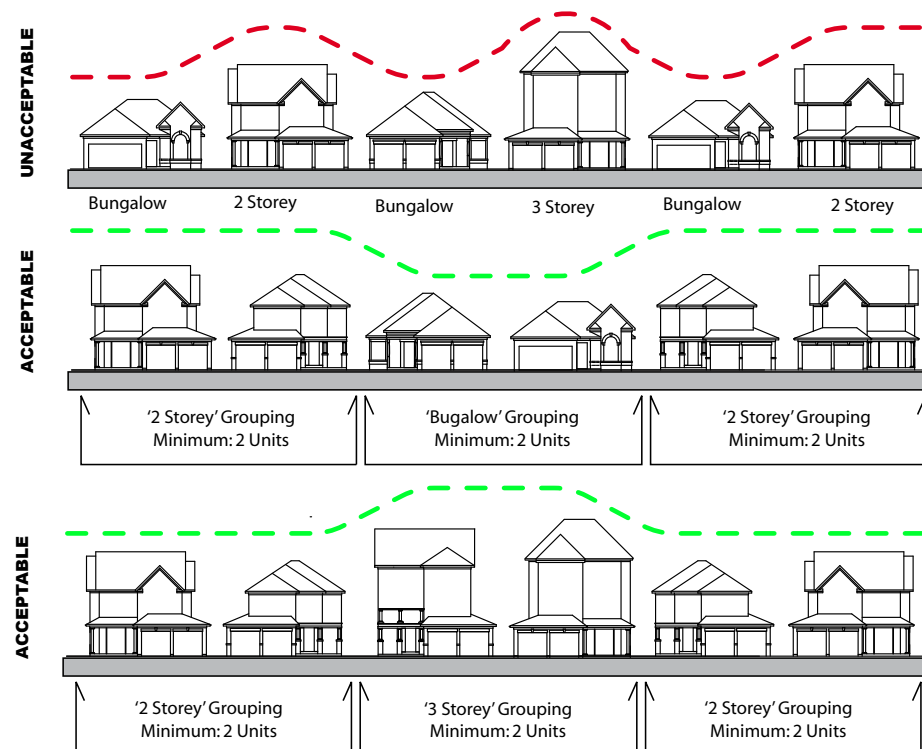 UNACCEPTABLE
Bungalow 2 Storey Bungalow 3 Storey Bungalow 2 Storey
ACCEPTABLE
‘2 Storey’ Grouping
Minimum: 2 Units
‘Bugalow’ Grouping
Minimum: 2 Units
‘2 Storey’ Grouping
Minimum: 2 Units
ACCEPTABLE
‘2 Storey’ Grouping
Minimum: 2 Units
‘3 Storey’ Grouping
Minimum: 2 Units
‘2 Storey’ Grouping
Minimum: 2 Units